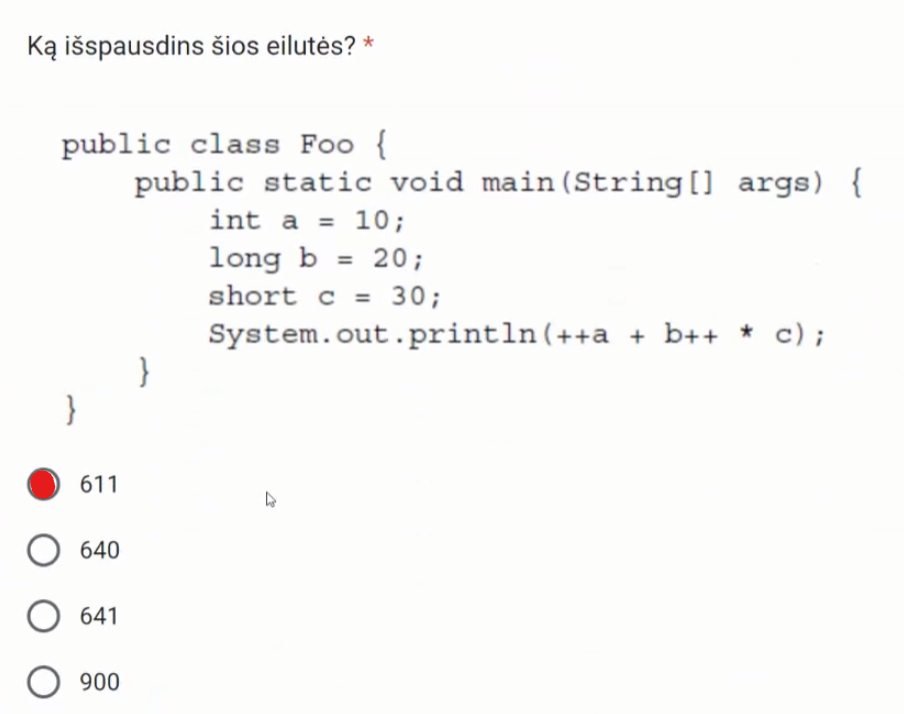 Ką išspausdins šios eilutės? *
public class Foo {
public static void main(String[] args) {
int a = 10;
long b = 20;
short c = 30;
System.out.println(++a + b++ * c);
}
}
611
640
641
900